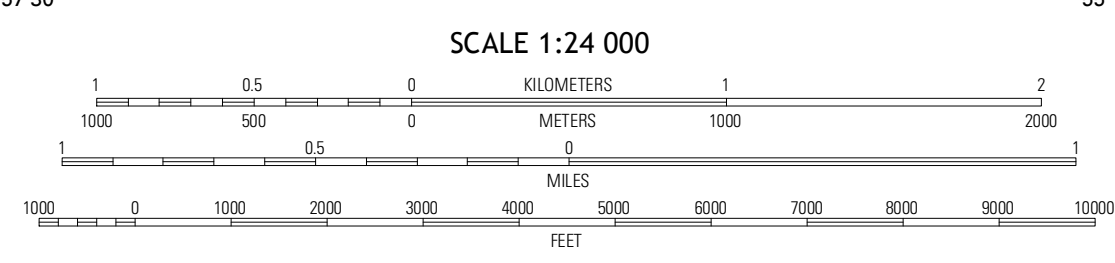 SCALE 1:24 000
1 0.5 0 KILOMETERS 1 2
1000 500 0 METERS 1000 2000
1 0.5 0 1
MILES
1000 0 1000 2000 3000 4000 5000 6000 7000 8000 9000 10000
FEET